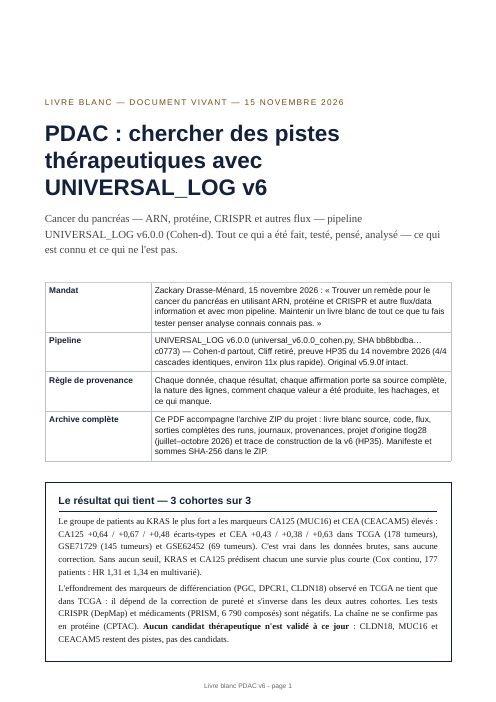 LIVRE BLANC — DOCUMENT VIVANT — 15 NOVEMBRE 2026
PDAC : chercher des pistes
thérapeutiques avec
UNIVERSAL_LOG v6
Cancer du pancréas — ARN, protéine, CRISPR et autres flux — pipeline
UNIVERSAL_LOG v6.0.0 (Cohen-d). Tout ce qui a été fait, testé, pensé, analysé — ce qui
est connu et ce qui ne l'est pas.
Mandat
Zackary Drasse-Ménard, 15 novembre 2026 : « Trouver un remède pour le
cancer du pancréas en utilisant ARN, protéine et CRISPR et autre flux/data
information et avec mon pipeline. Maintenir un livre blanc de tout ce que tu fais
tester penser analyse connais connais pas. »
Pipeline
UNIVERSAL_LOG v6.0.0 (universal_v6.0.0_cohen.py, SHA bb8bbdba…
c0773) — Cohen-d partout, Cliff retiré, preuve HP35 du 14 novembre 2026 (4/4
cascades identiques, environ 11x plus rapide). Original v5.9.0f intact.
Règle de provenance
Chaque donnée, chaque résultat, chaque affirmation porte sa source complète,
la nature des lignes, comment chaque valeur a été produite, les hachages, et
ce qui manque.
Archive complète
Ce PDF accompagne l'archive ZIP du projet : livre blanc source, code, flux,
sorties complètes des runs, journaux, provenances, projet d'origine tlog28
(juillet–octobre 2026) et trace de construction de la v6 (HP35). Manifeste et
sommes SHA-256 dans le ZIP.
Le résultat qui tient — 3 cohortes sur 3
Le groupe de patients au KRAS le plus fort a les marqueurs CA125 (MUC16) et CEA (CEACAM5) élevés :
CA125 +0,64 / +0,67 / +0,48 écarts-types et CEA +0,43 / +0,38 / +0,63 dans TCGA (178 tumeurs),
GSE71729 (145 tumeurs) et GSE62452 (69 tumeurs). C'est vrai dans les données brutes, sans aucune
correction. Sans aucun seuil, KRAS et CA125 prédisent chacun une survie plus courte (Cox continu, 177
patients : HR 1,31 et 1,34 en multivarié).
L'effondrement des marqueurs de différenciation (PGC, DPCR1, CLDN18) observé en TCGA ne tient que
dans TCGA : il dépend de la correction de pureté et s'inverse dans les deux autres cohortes. Les tests
CRISPR (DepMap) et médicaments (PRISM, 6 790 composés) sont négatifs. La chaîne ne se confirme pas
en protéine (CPTAC). Aucun candidat thérapeutique n'est validé à ce jour : CLDN18, MUC16 et
CEACAM5 restent des pistes, pas des candidats.
Livre blanc PDAC v6 - page 1